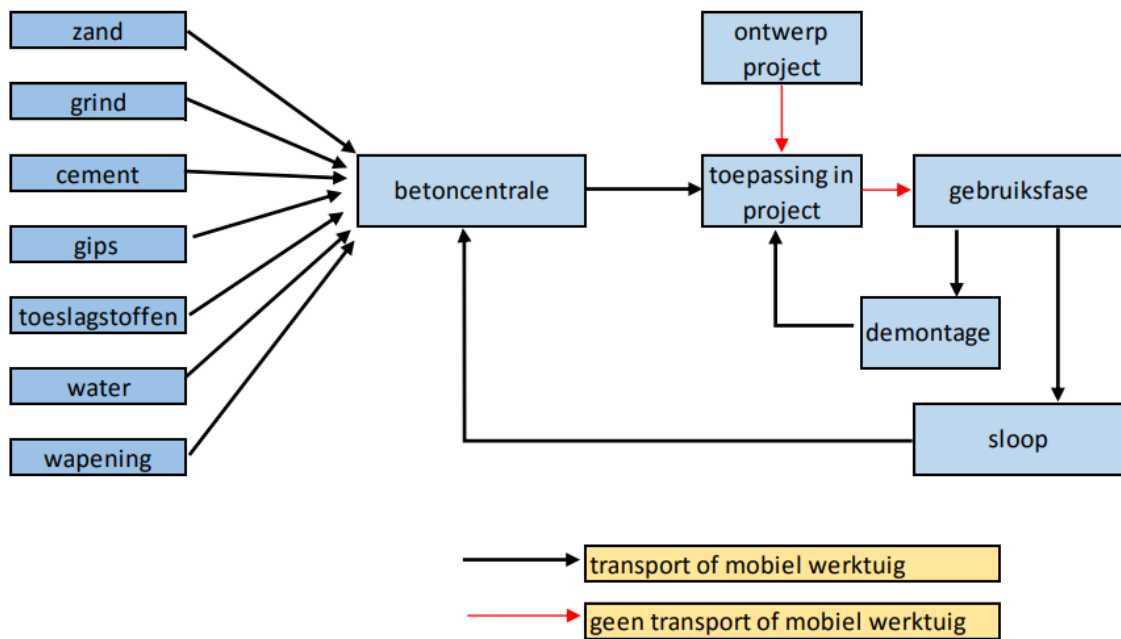 zand
grind
cement
gips
toeslagstoffen
water
wapening
betoncentrale
ontwerp
project
toepassing in
project
gebruiksfase
demontage
sloop
transport of mobiel werktuig
geen transport of mobiel werktuig